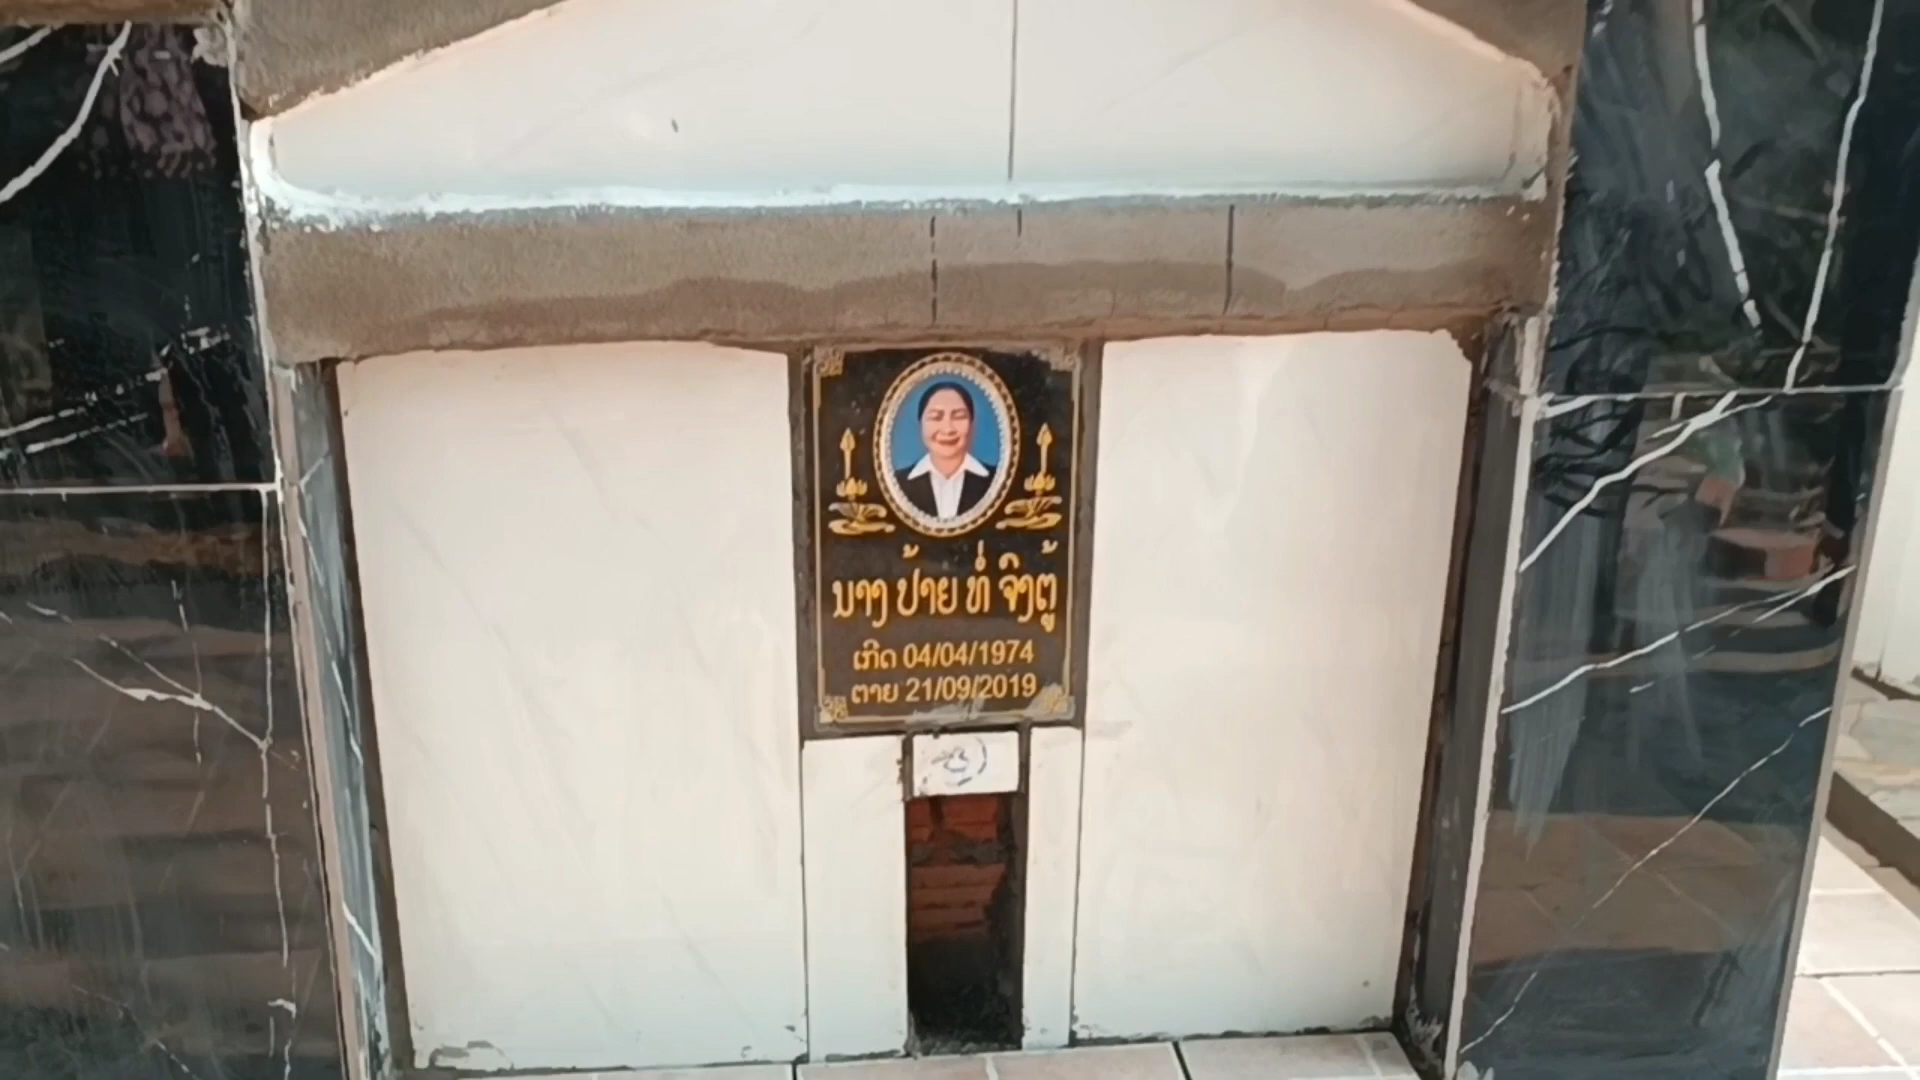 ນາງ ປ້າຍ ທໍ່ ຈິງຕູ້
ເກີດ 04/04/1974
ຕາຍ 21/09/2019